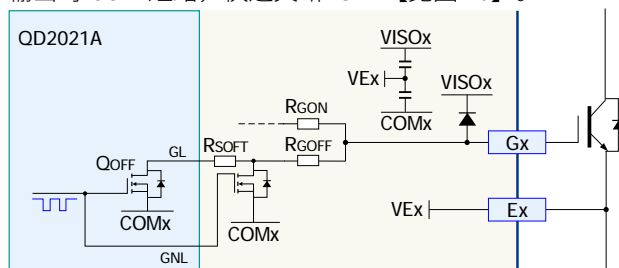 QD2021A
VISOx
VEx
VISOx
COMx
RGON
RSOFT
RGOFF
GL
QOFF
Gx
COMx
COMx
VEx
Ex
GNL